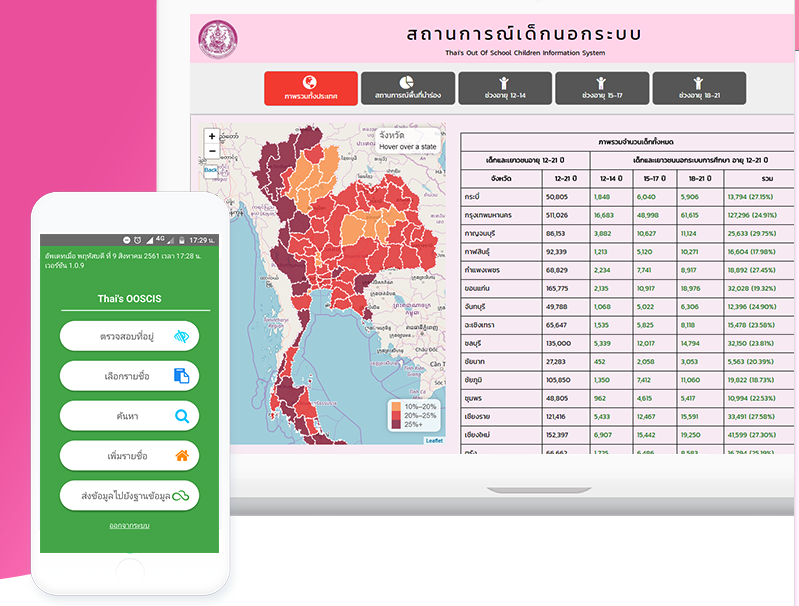 สถานการณ์เด็กนอกระบบ
Thai's Out Of School Children Information System
ภาพรวมทั้งประเทศ
สถานการณ์พื้นที่นำร่อง
ช่วงอายุ 12-14
ช่วงอายุ 15-17
ช่วงอายุ 18-21
+
−
Back
จังหวัด
Hover over a state
10%–20%
20%–25%
25%+
Leaflet
ภาพรวมจำนวนเด็กทั้งหมด
เด็กและเยาวชนอายุ 12-21 ปี เด็กและเยาวชนนอกระบบการศึกษา อายุ 12-21 ปี
จังหวัด 12-21 ปี 12-14 ปี 15-17 ปี 18-21 ปี รวม
กระบี่ 50,805 1,848 6,040 5,906 13,794 (27.15%)
กรุงเทพมหานคร 511,026 16,683 48,998 61,615 127,296 (24.91%)
กาญจนบุรี 86,153 3,882 10,627 11,124 25,633 (29.75%)
กาฬสินธุ์ 92,339 1,213 5,120 10,271 16,604 (17.98%)
กำแพงเพชร 68,829 2,234 7,741 8,917 18,892 (27.45%)
ขอนแก่น 165,775 2,135 10,917 18,976 32,028 (19.32%)
จันทบุรี 49,788 1,068 5,022 6,306 12,396 (24.90%)
ฉะเชิงเทรา 65,647 1,535 5,825 8,118 15,478 (23.58%)
ชลบุรี 135,000 5,339 12,017 14,794 32,150 (23.81%)
ชัยนาท 27,283 452 2,058 3,053 5,563 (20.39%)
ชัยภูมิ 105,850 1,350 7,412 11,060 19,822 (18.73%)
ชุมพร 48,805 962 4,615 5,417 10,994 (22.53%)
เชียงราย 121,416 5,433 12,467 15,591 33,491 (27.58%)
เชียงใหม่ 152,397 6,907 15,442 19,250 41,599 (27.30%)
ตรัง 66,662 1,725 6,486 8,583 16,794 (25.19%)
4G 17:29 น.
อัพเดทเมื่อ พฤหัสบดี ที่ 9 สิงหาคม 2561 เวลา 17:28 น.
เวอร์ชัน 1.0.9
Thai's OOSCIS
ตรวจสอบที่อยู่
เลือกรายชื่อ
ค้นหา
เพิ่มรายชื่อ
ส่งข้อมูลไปยังฐานข้อมูล
ออกจากระบบ